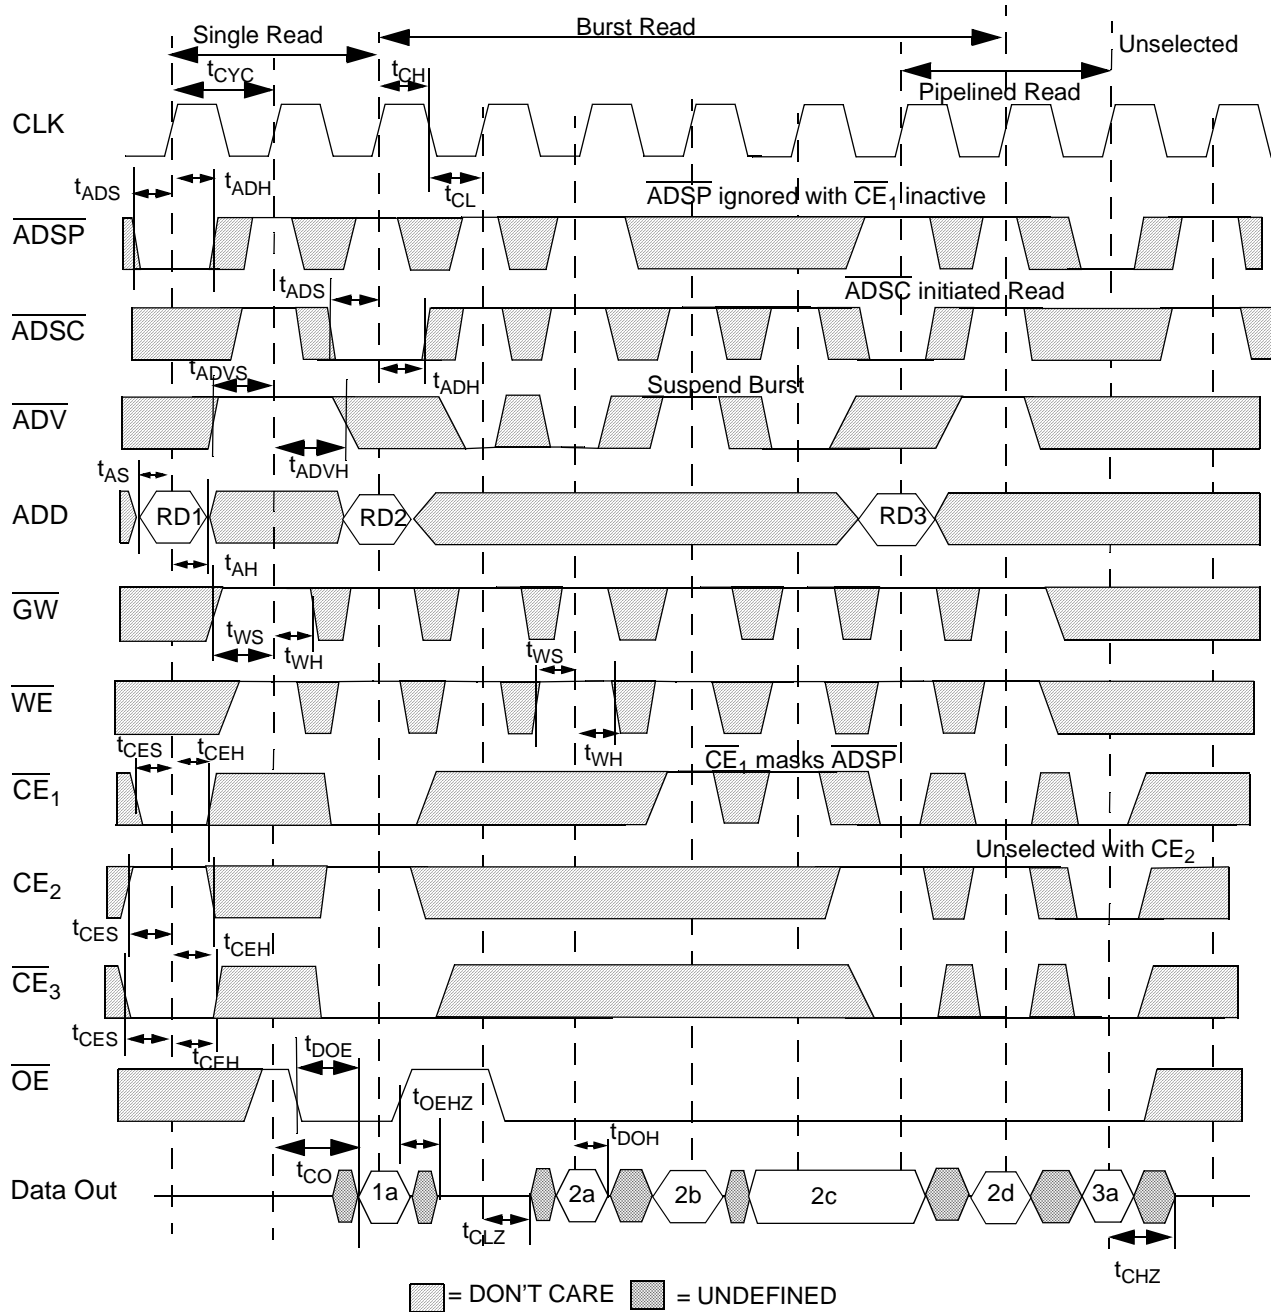 Single Read
Burst Read
Unselected
tCYC
tCH
Pipelined Read
CLK
tADS
tADH
tCL
ADSP ignored with CE1 inactive
ADSP
tADS
ADSC initiated Read
ADSC
tADVS
tADH
Suspend Burst
ADV
tAS
tADVH
ADD
RD1
RD2
RD3
tAH
GW
tWS
tWH
tWS
WE
tCES
tCEH
tWH
CE1 masks ADSP
CE1
Unselected with CE2
CE2
tCES
tCEH
CE3
tCES
tCEH
tDOE
OE
tOEHZ
tDOH
tCO
Data Out
1a
2a
2b
2c
2d
3a
tCLZ
tCHZ
= DON'T CARE
= UNDEFINED